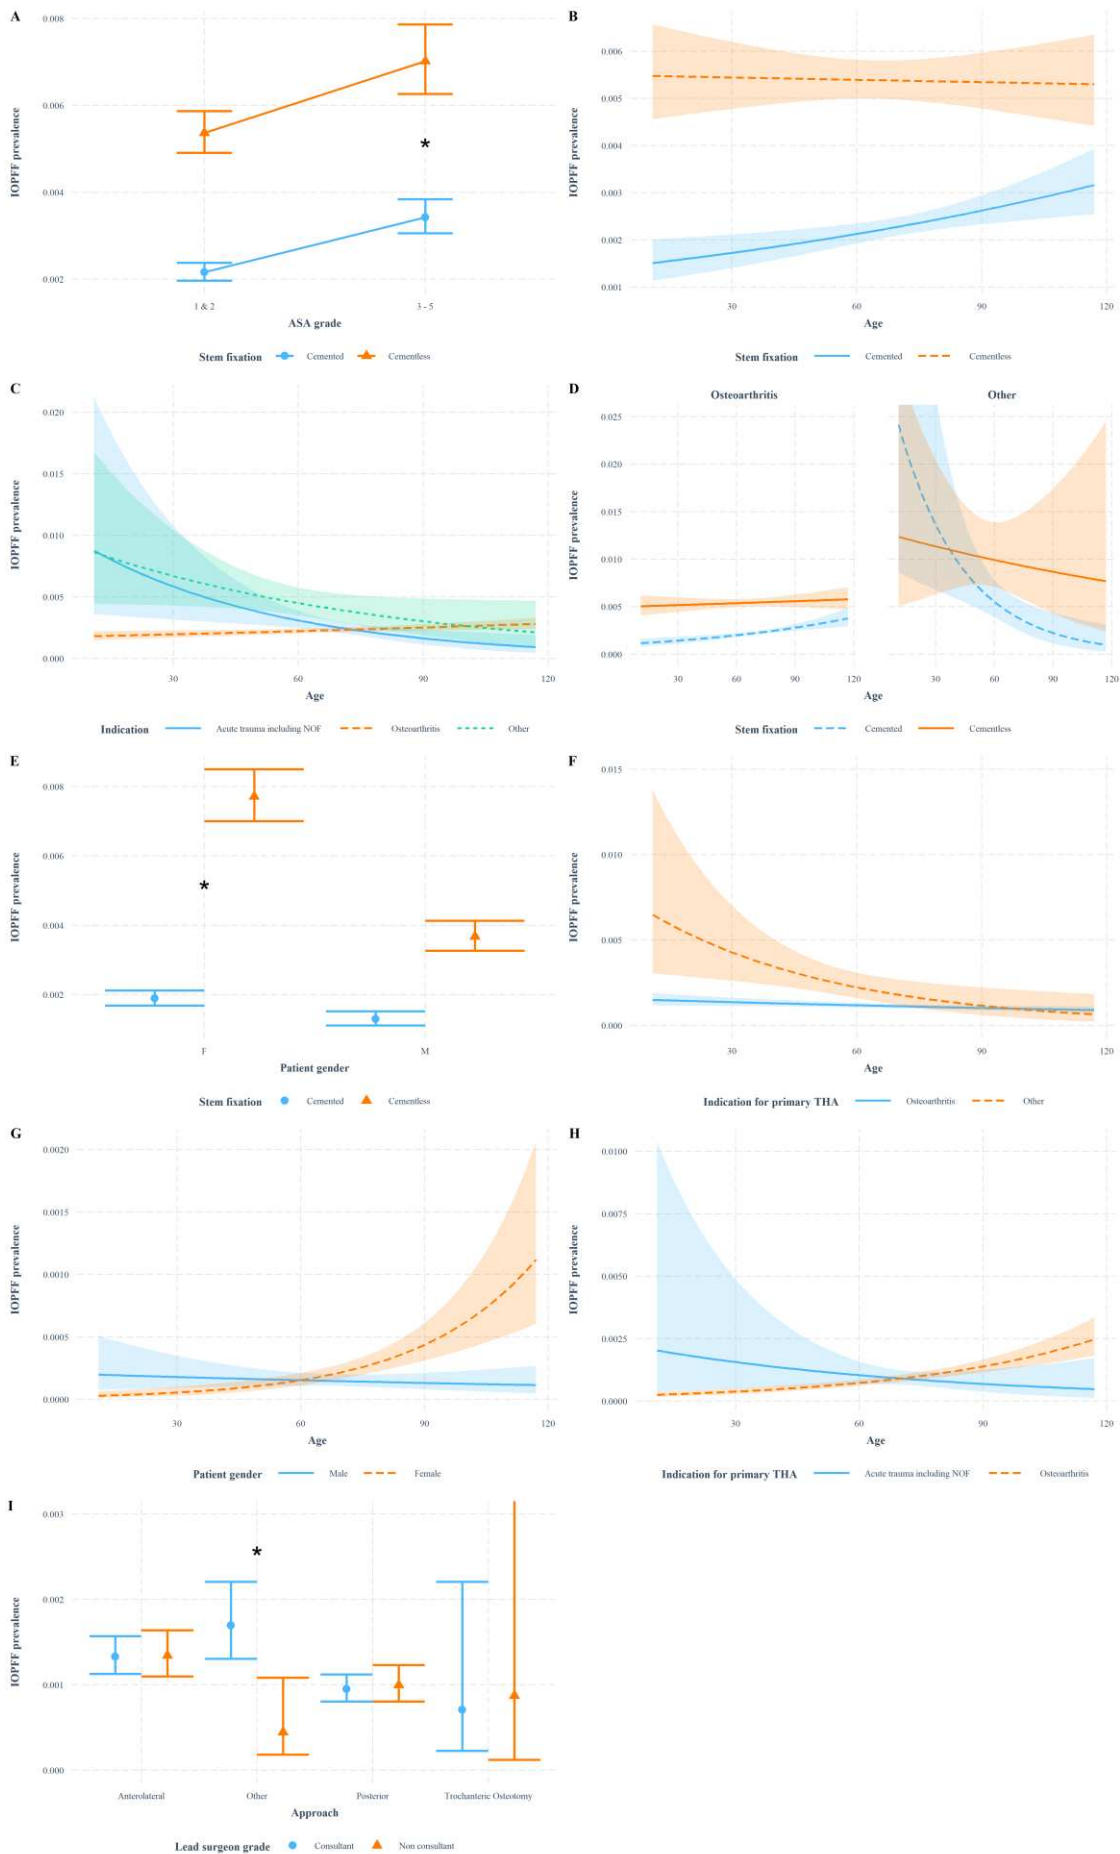 A
IOPFF prevalence
0.008
0.006
0.004
0.002
*
1 & 2
3 - 5
ASA grade
Stem fixation Cemented Cementless
B
IOPFF prevalence
0.006
0.005
0.004
0.003
0.002
0.001
30 60 90 120
Age
Stem fixation Cemented Cementless
C
IOPFF prevalence
0.020
0.015
0.010
0.005
0.000
30 60 90 120
Age
Indication Acute trauma including NOF Osteoarthritis Other
D
Osteoarthritis Other
IOPFF prevalence
0.025
0.020
0.015
0.010
0.005
0.000
30 60 90 120 30 60 90 120
Age
Stem fixation Cemented Cementless
E
IOPFF prevalence
0.008
0.006
0.004
0.002
*
F M
Patient gender
Stem fixation Cemented Cementless
F
IOPFF prevalence
0.015
0.010
0.005
0.000
30 60 90 120
Age
Indication for primary THA Osteoarthritis Other
G
IOPFF prevalence
0.0020
0.0015
0.0010
0.0005
0.0000
30 60 90 120
Age
Patient gender Male Female
H
IOPFF prevalence
0.0100
0.0075
0.0050
0.0025
0.0000
30 60 90 120
Age
Indication for primary THA Acute trauma including NOF Osteoarthritis
I
IOPFF prevalence
0.003
0.002
0.001
0.000
*
Anterolateral Other Posterior Trochanteric Osteotomy
Approach
Lead surgeon grade Consultant Non consultant